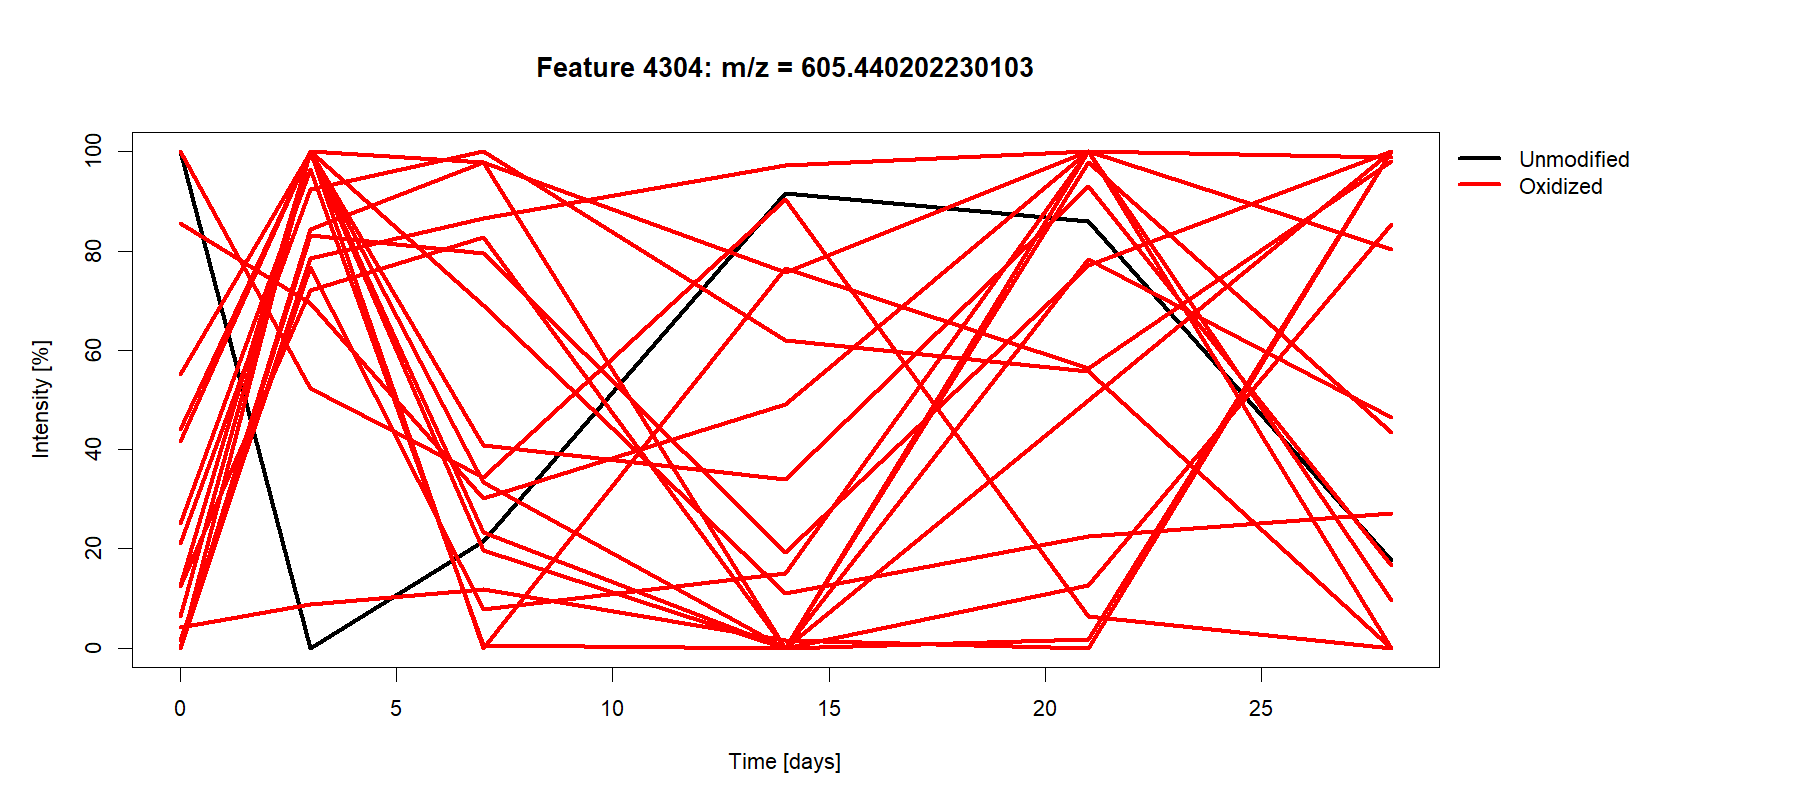 Feature 4304: m/z = 605.440202230103
Unmodified
Oxidized
Intensity [%]
100
80
60
40
20
0
0 5 10 15 20 25
Time [days]